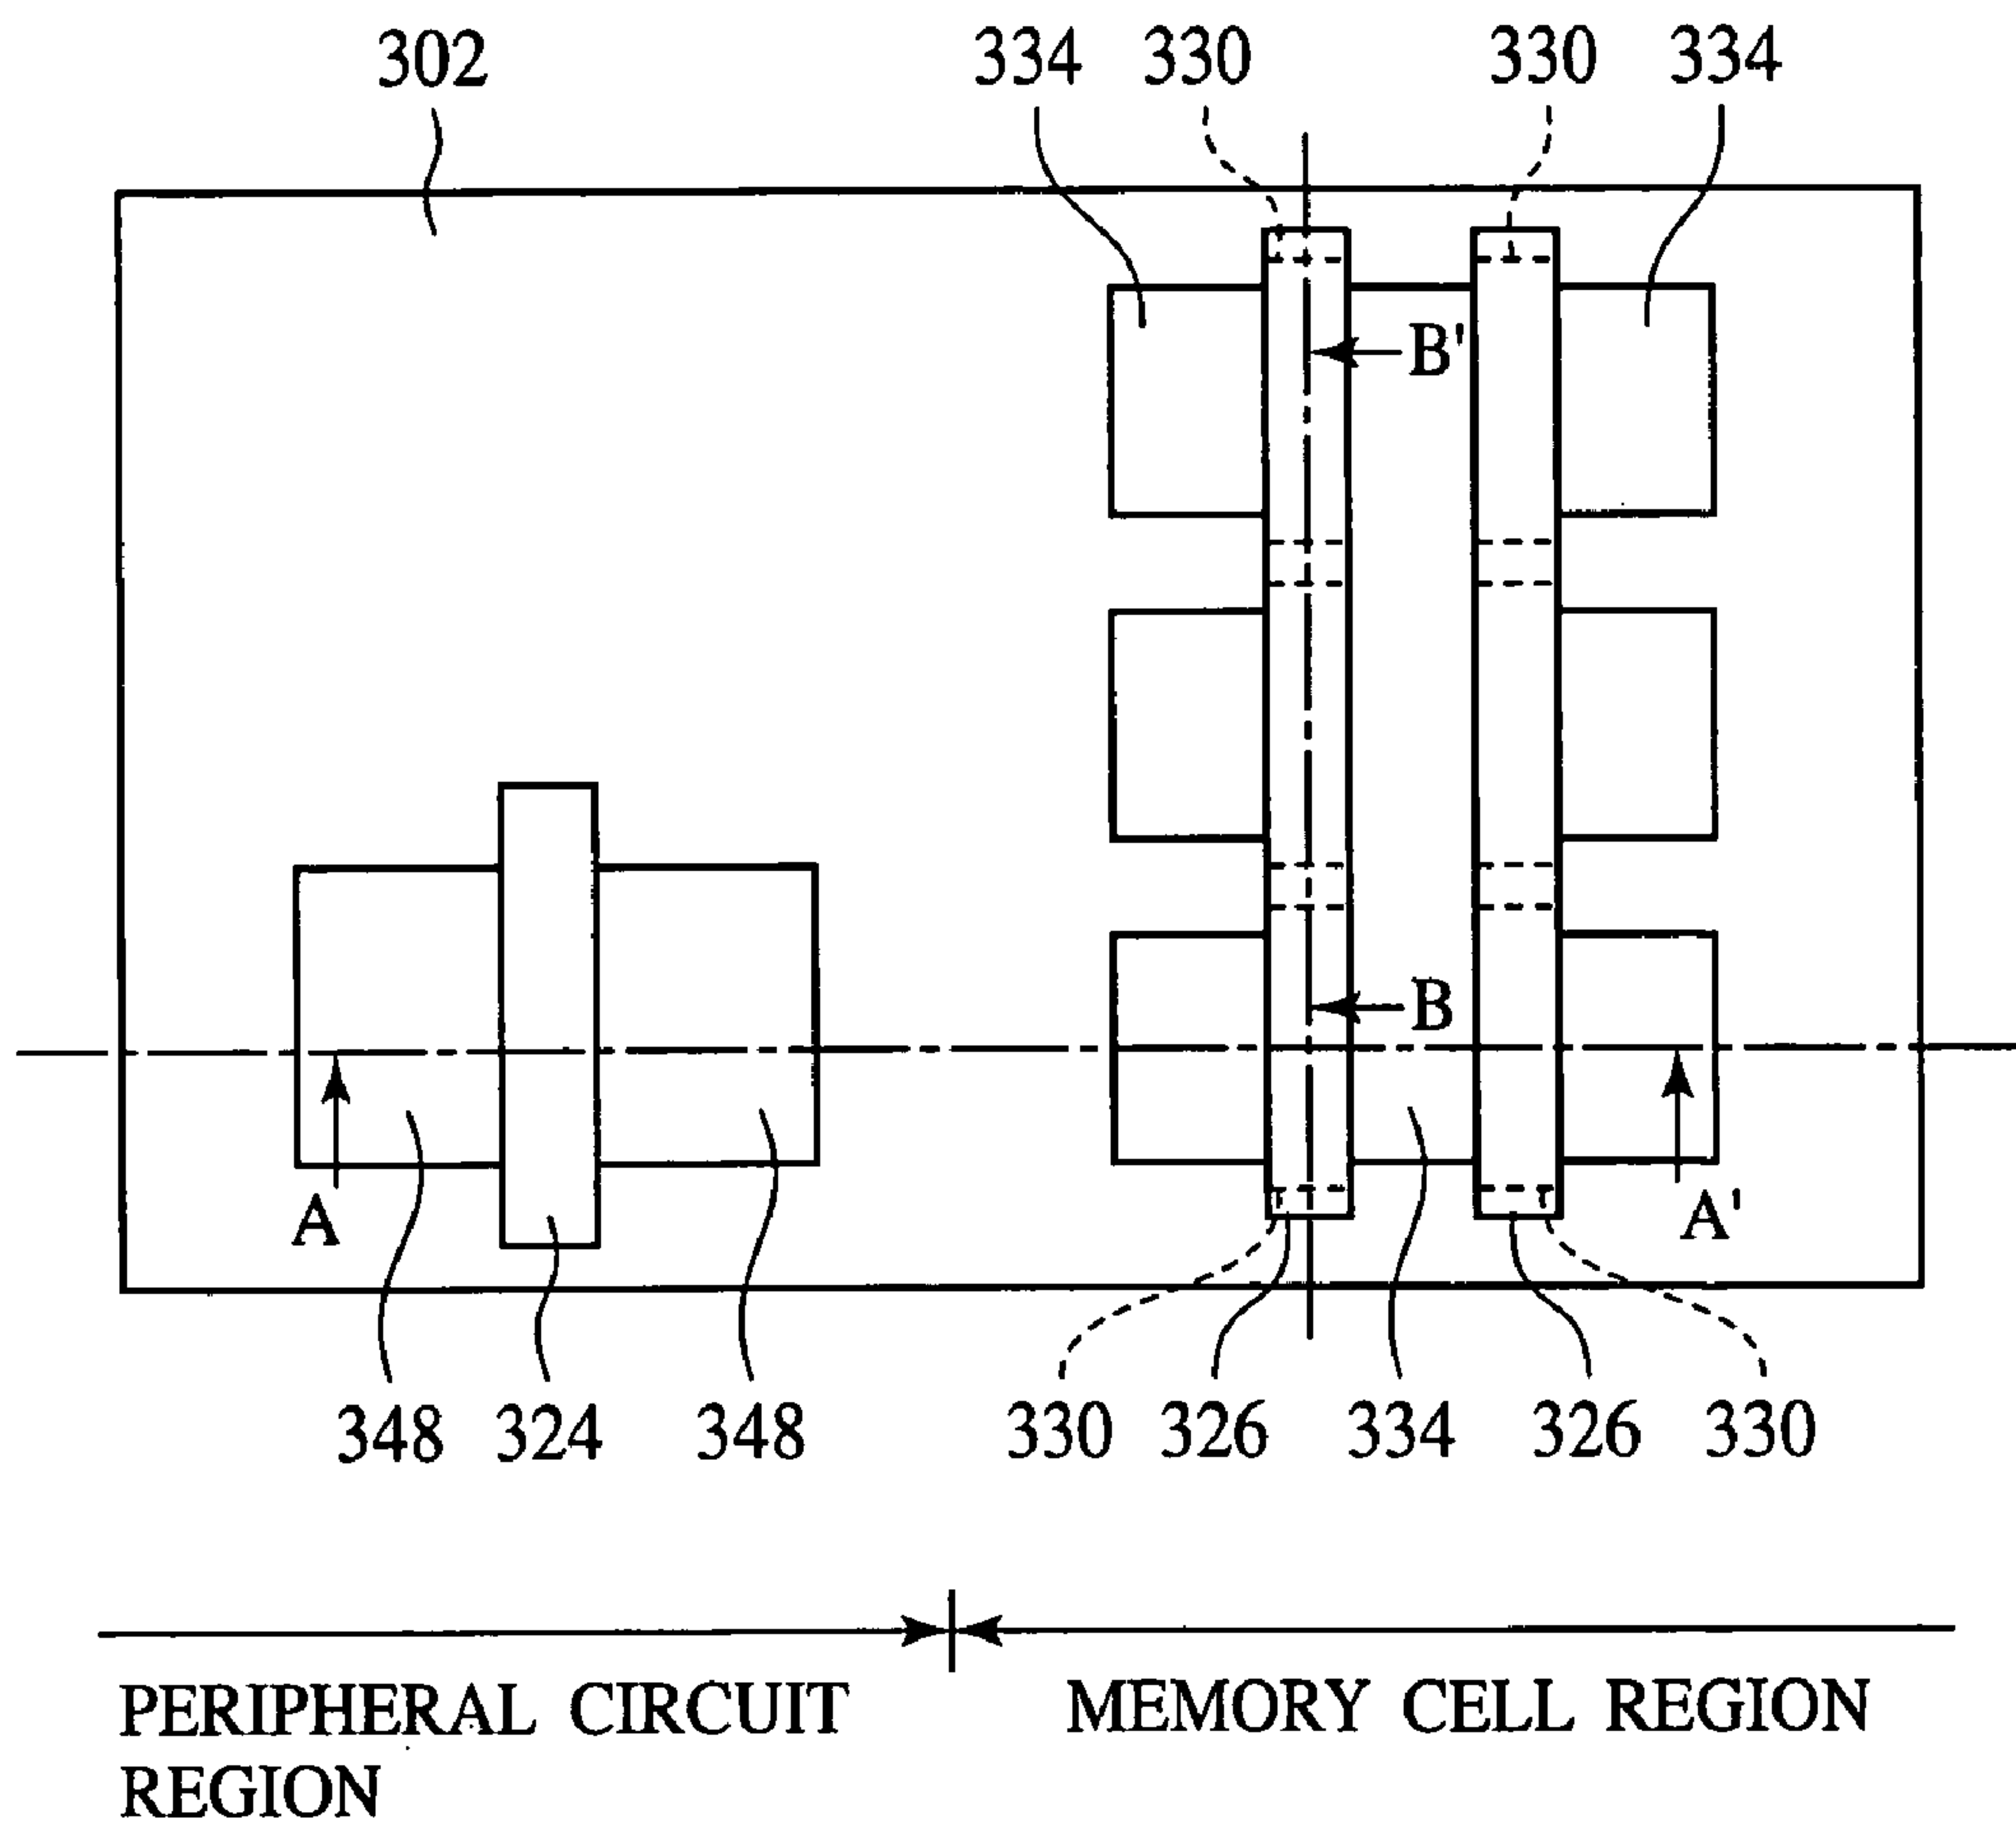 302 334 330 330 334
B'
B
A A'
348 324 348 330 326 334 326 330
PERIPHERAL CIRCUIT REGION
MEMORY CELL REGION